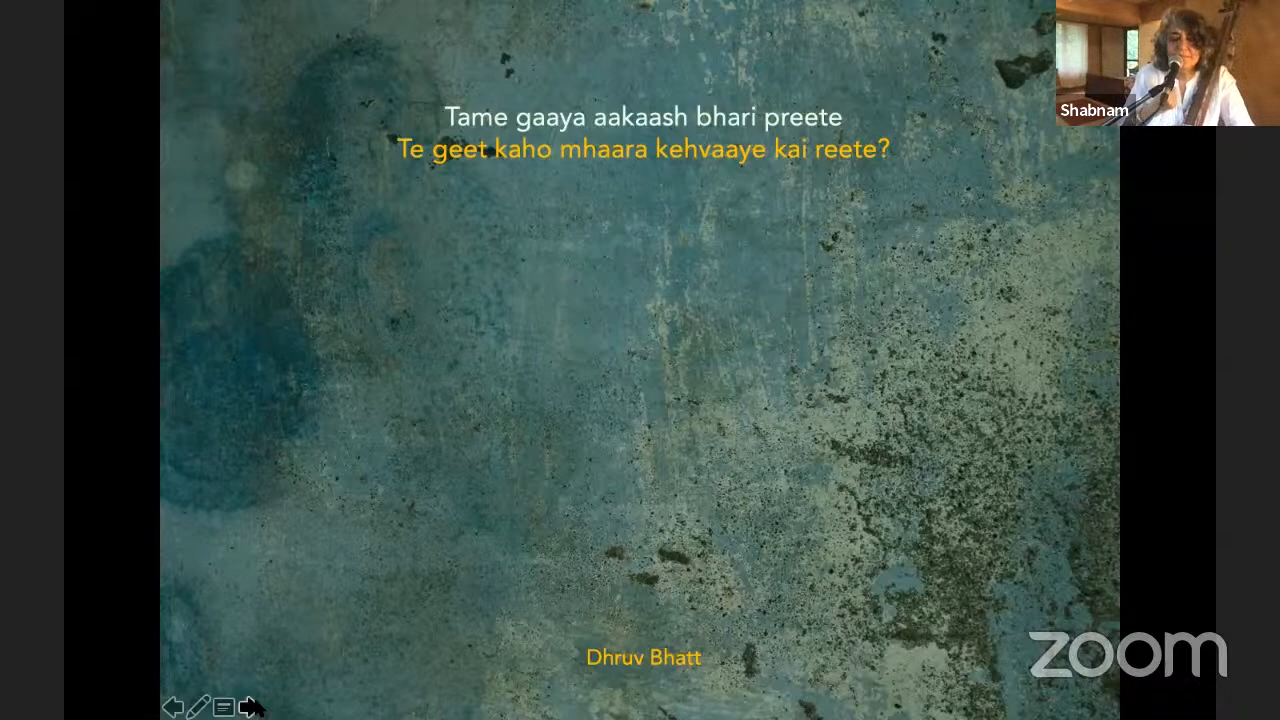 Shabnam
Tame gaaya aakaash bhari preete
Te geet kaho mhaara kehvaaye kai reete?
Dhruv Bhatt
zoom